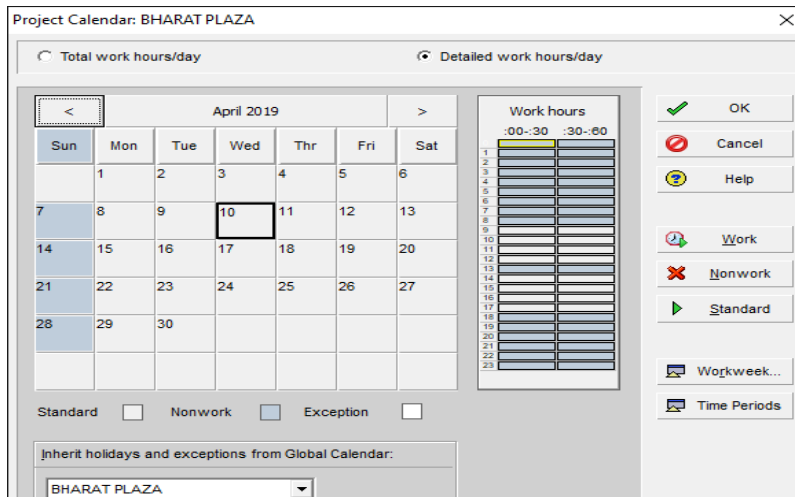 Project Calendar: BHARAT PLAZA
Total work hours/day Detailed work hours/day
< April 2019 >
Sun Mon Tue Wed Thr Fri Sat
1 2 3 4 5 6
7 8 9 10 11 12 13
14 15 16 17 18 19 20
21 22 23 24 25 26 27
28 29 30
Standard Nonwork Exception
Inherit holidays and exceptions from Global Calendar:
BHARAT PLAZA
Work hours
:00-:30 :30-:60
1
2
3
4
5
6
7
8
9
10
11
12
13
14
15
16
17
18
19
20
21
22
23
OK
Cancel
Help
Work
Nonwork
Standard
Workweek...
Time Periods